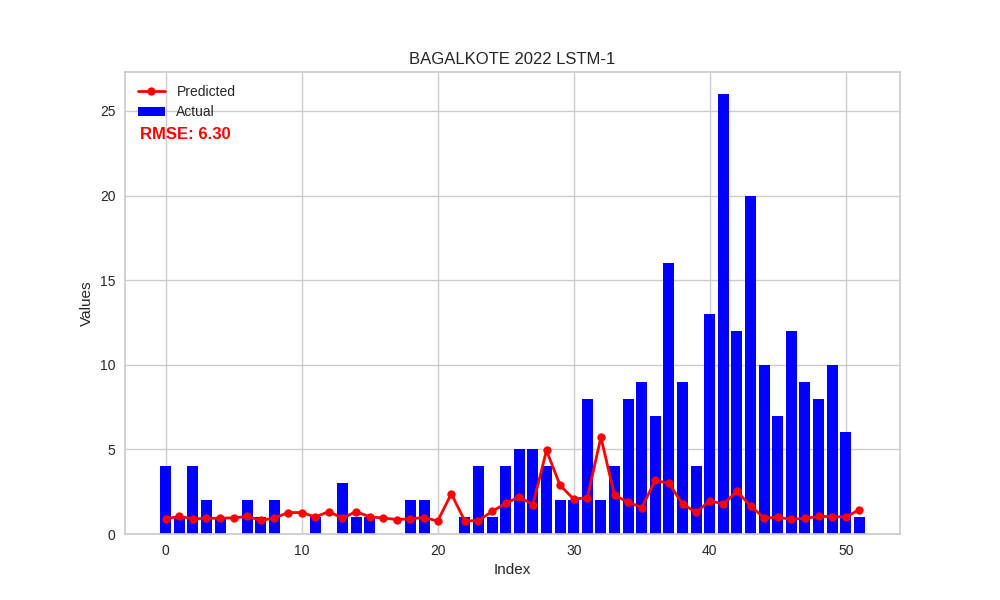 BAGALKOTE 2022 LSTM-1
Predicted
Actual
RMSE: 6.30
25
20
15
10
5
0
Values
0 10 20 30 40 50
Index